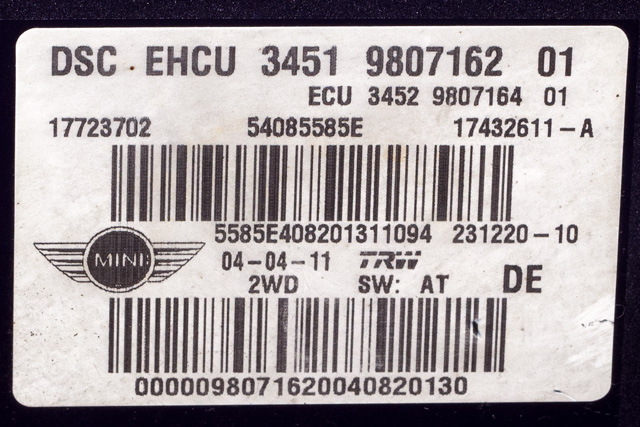 DSC EHCU 3451 9807162 01
ECU 3452 9807164 01
17723702 54085585E 17432611-A
5585E408201311094 231220-10
MINI
04-04-11 TRW
2WD SW: AT DE
0000098071620040820130